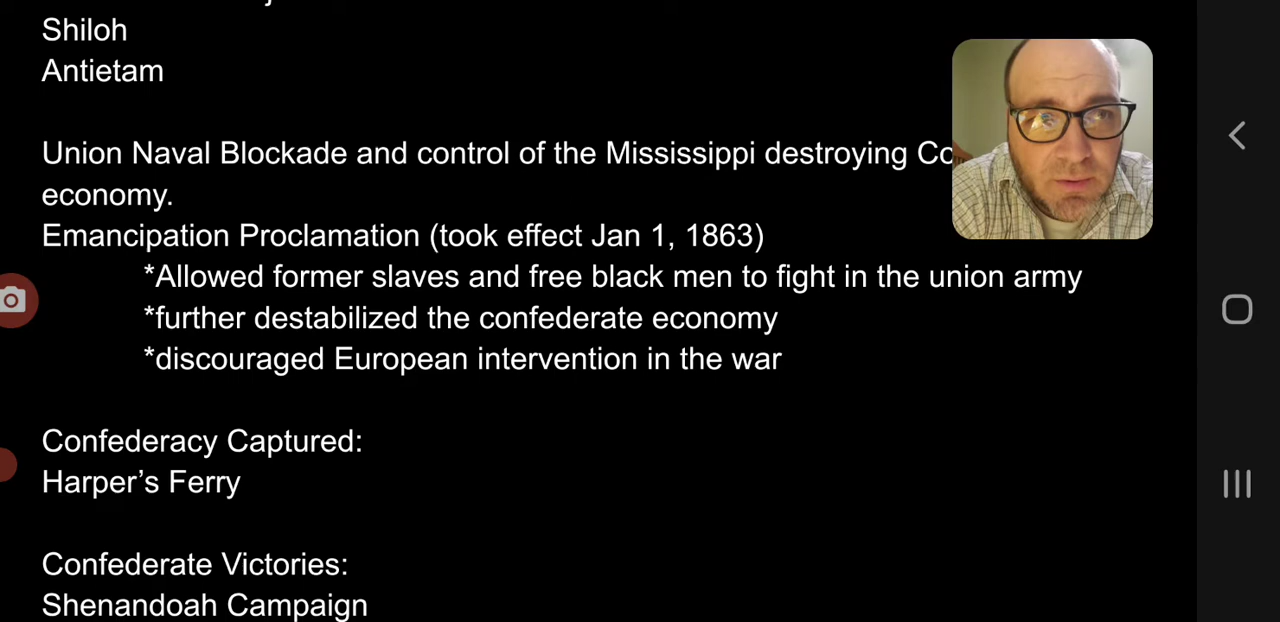 Shiloh
Antietam
Union Naval Blockade and control of the Mississippi destroying
economy.
Emancipation Proclamation (took effect Jan 1, 1863)
*Allowed former slaves and free black men to fight in the union army
*further destabilized the confederate economy
*discouraged European intervention in the war
Confederacy Captured:
Harper’s Ferry
Confederate Victories:
Shenandoah Campaign